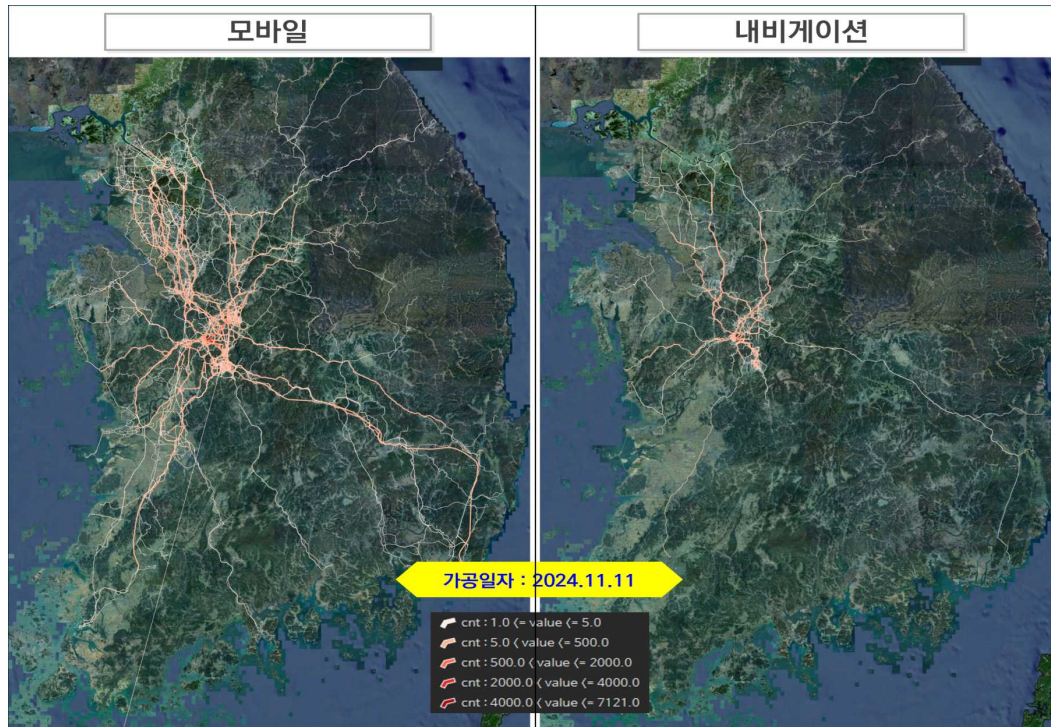 모바일
내비게이션
가공일자 : 2024.11.11
cnt : 1.0 <= value <= 5.0
cnt : 5.0 < value <= 500.0
cnt : 500.0 < value <= 2000.0
cnt : 2000.0 < value <= 4000.0
cnt : 4000.0 < value <= 7121.0